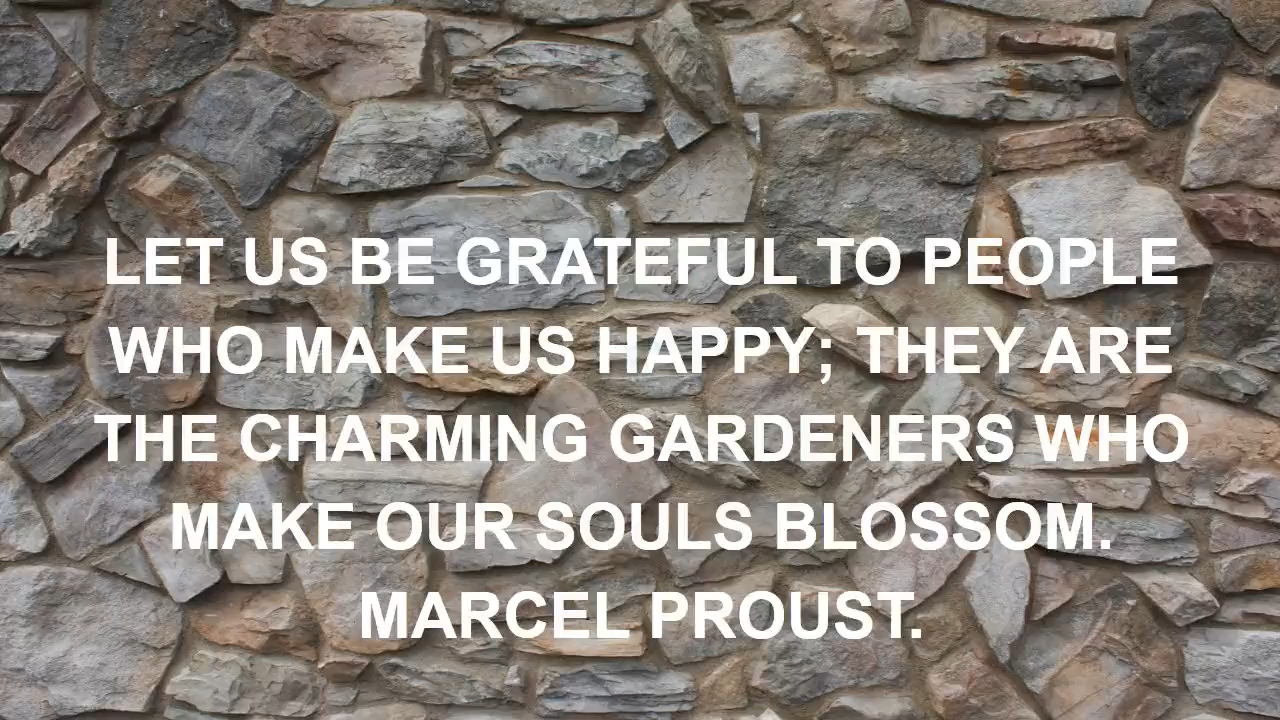 LET US BE GRATEFUL TO PEOPLE
WHO MAKE US HAPPY; THEY ARE
THE CHARMING GARDENERS WHO
MAKE OUR SOULS BLOSSOM.
MARCEL PROUST.